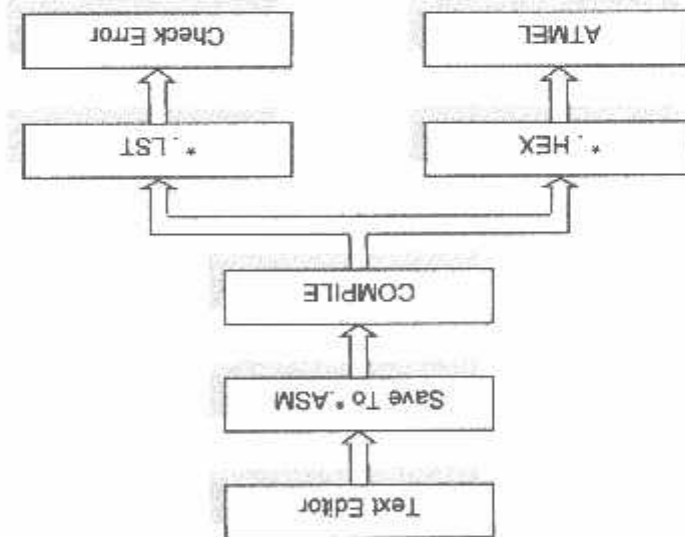 Text Editor
Save To *.ASM
COMPILE
*. HEX
*. LST
ATMEL
Check Error